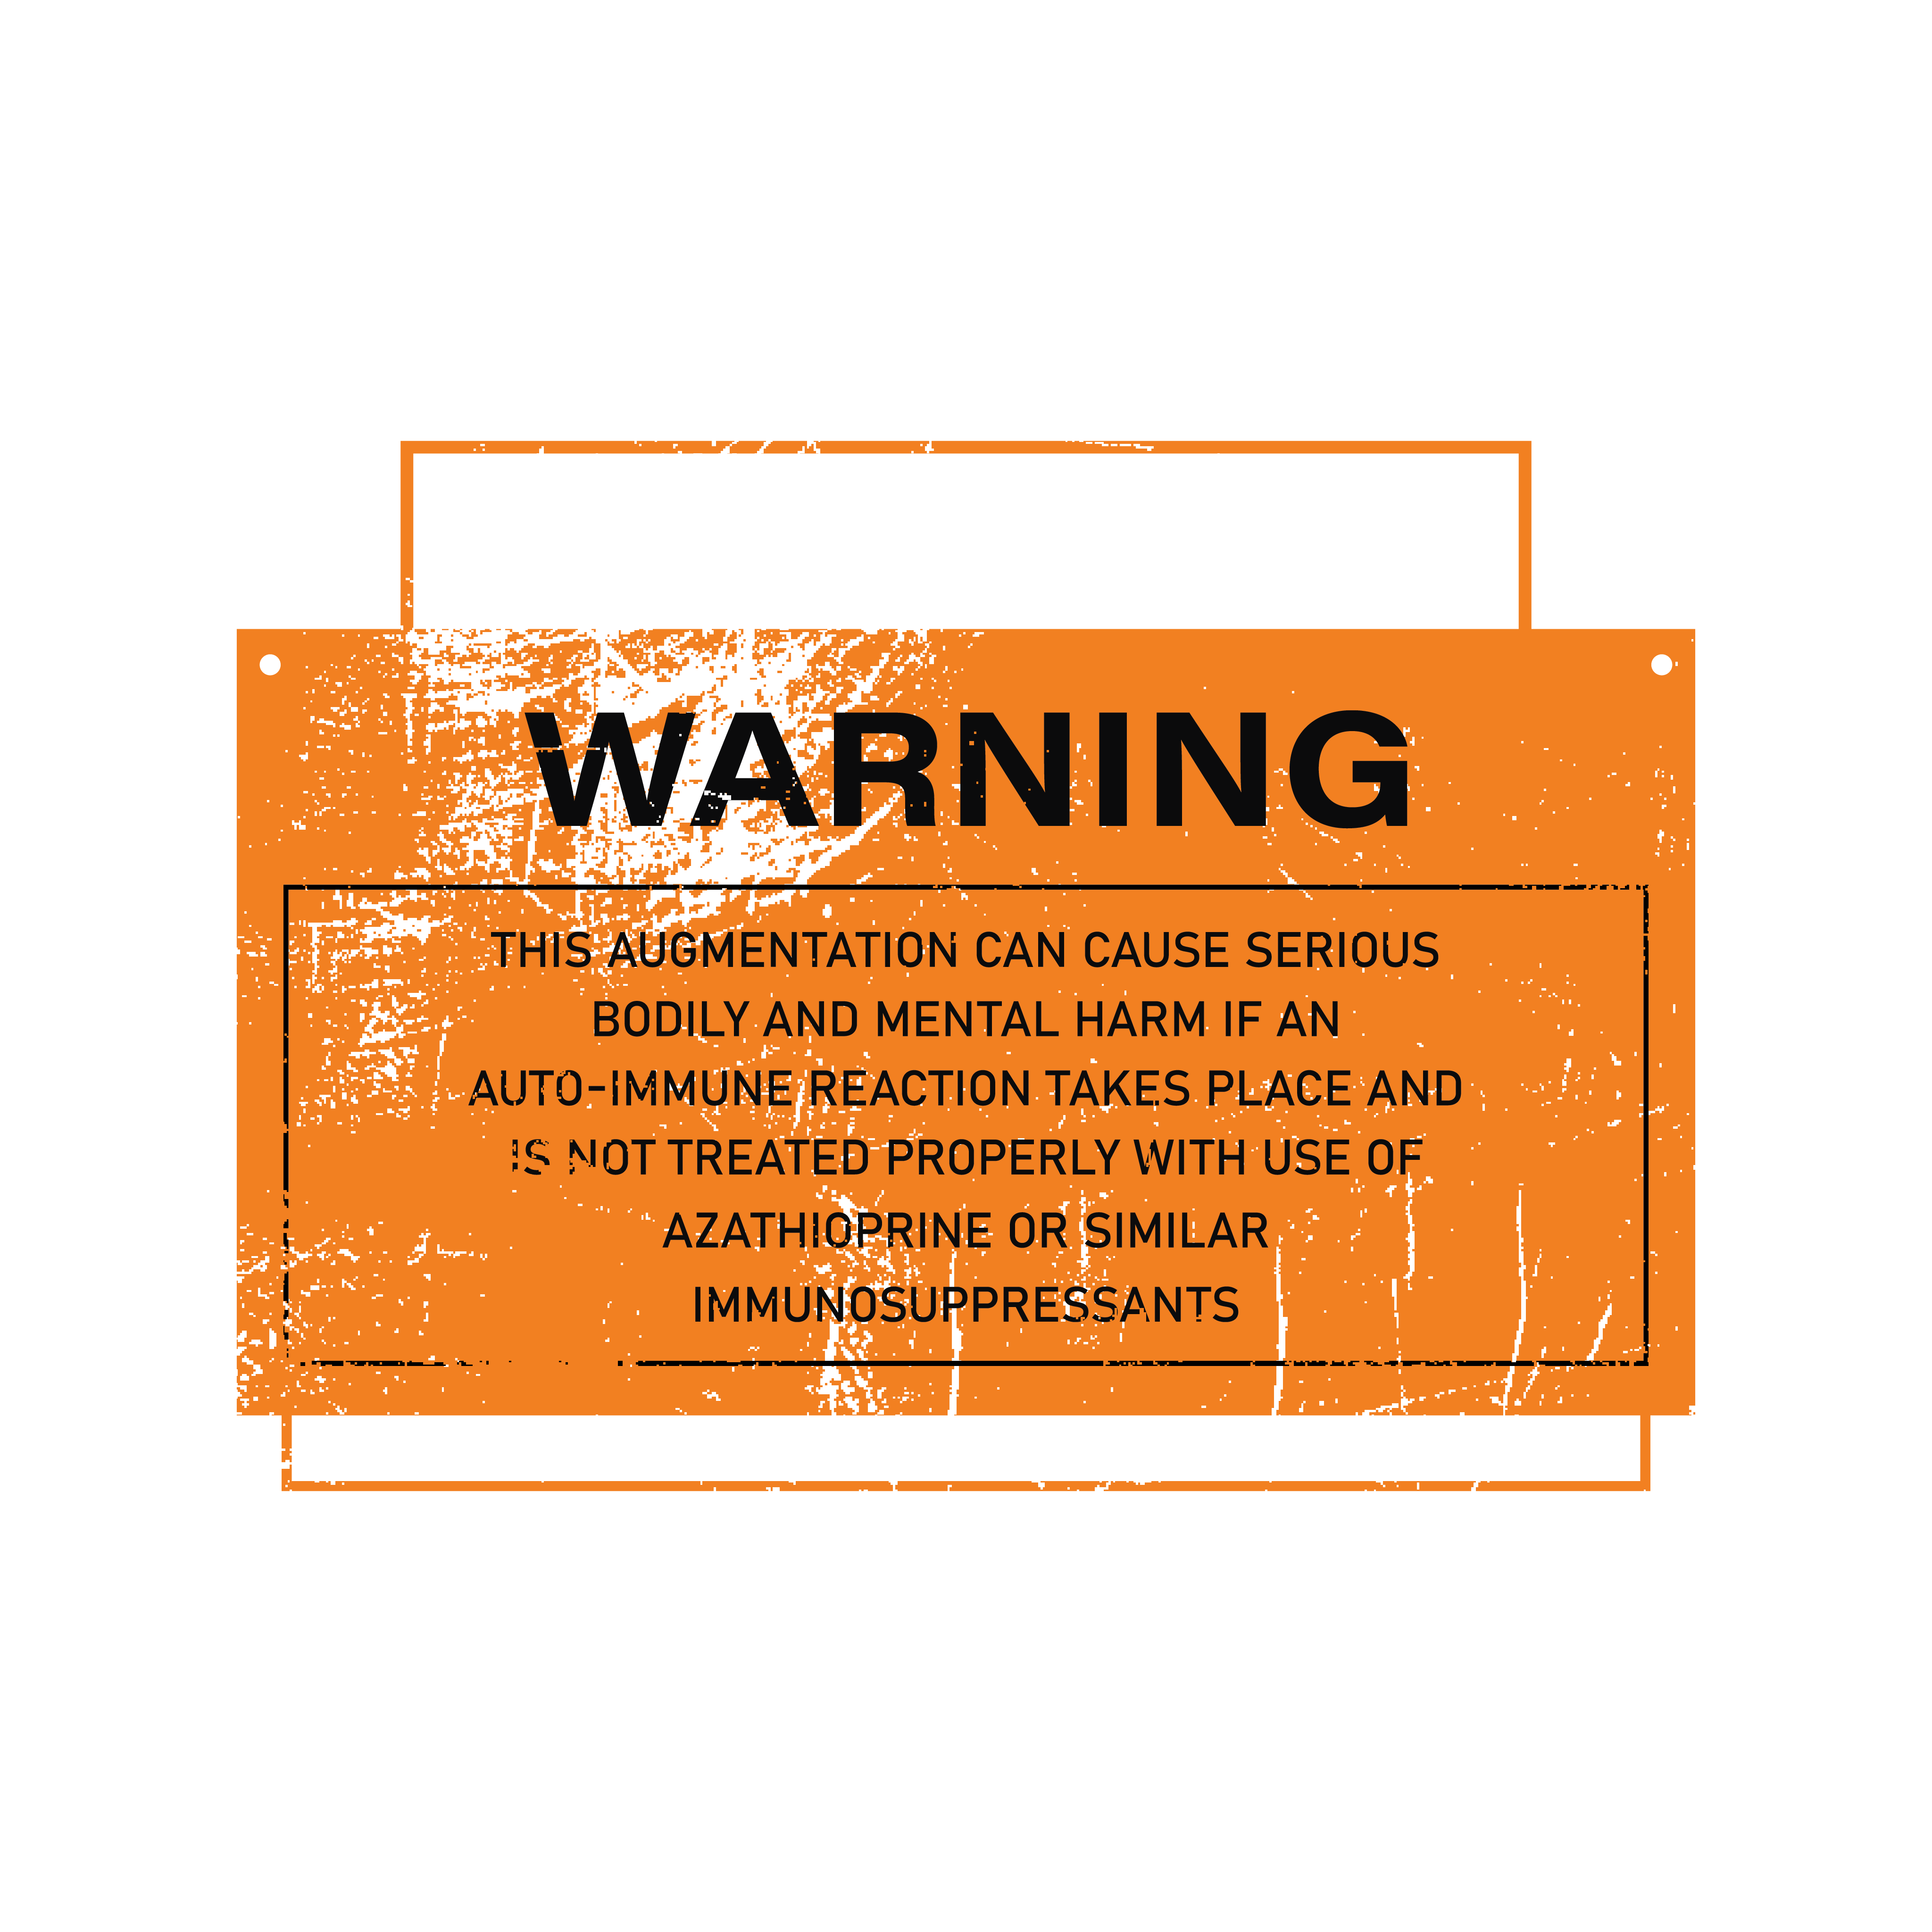 WARNING
THIS AUGMENTATION CAN CAUSE SERIOUS
BODILY AND MENTAL HARM IF AN
AUTO-IMMUNE REACTION TAKES PLACE AND
IS NOT TREATED PROPERLY WITH USE OF
AZATHIOPRINE OR SIMILAR
IMMUNOSUPPRESSANTS